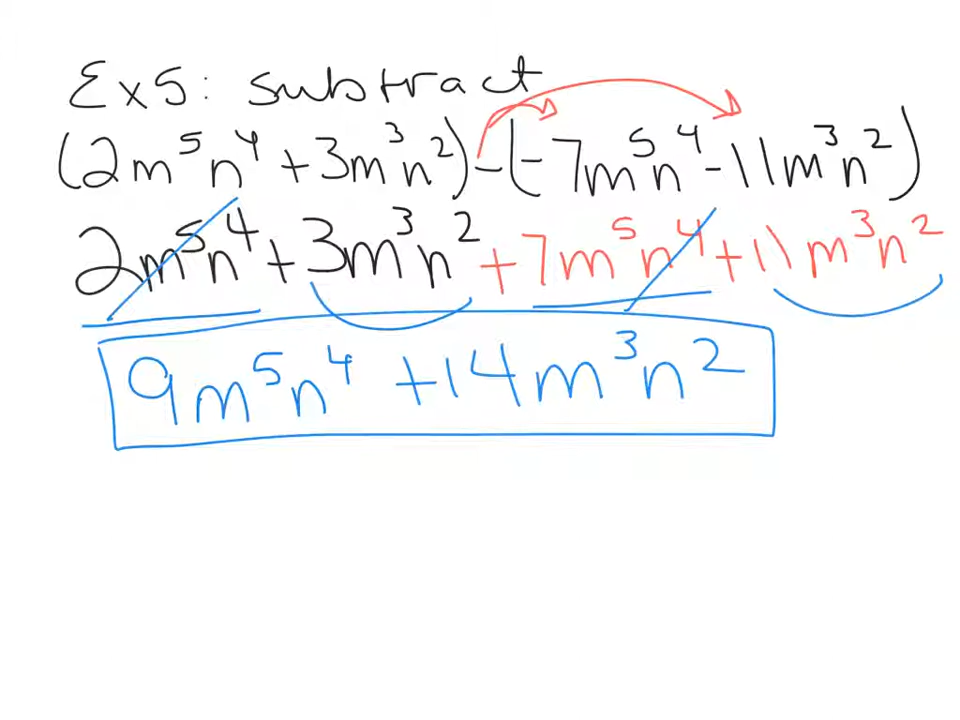 Ex5: subtract
(2m⁵n⁴ + 3m³n²) - (-7m⁵n⁴ - 11m³n²)
2m⁵n⁴ + 3m³n² + 7m⁵n⁴ + 11m³n²
9m⁵n⁴ + 14m³n²